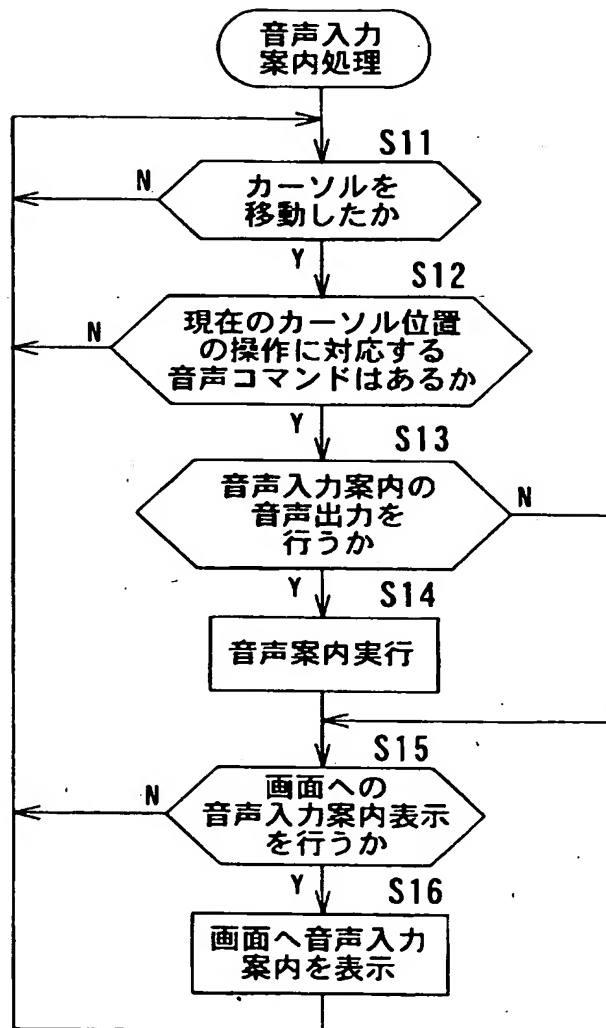 音声入力
案内処理
S11
N
カーソルを
移動したか
Y
S12
N
現在のカーソル位置
の操作に対応する
音声コマンドはあるか
Y
S13
音声入力案内の
音声出力を
行うか
N
Y
S14
音声案内実行
S15
N
画面への
音声入力案内表示
を行うか
Y
S16
画面へ音声入力
案内を表示